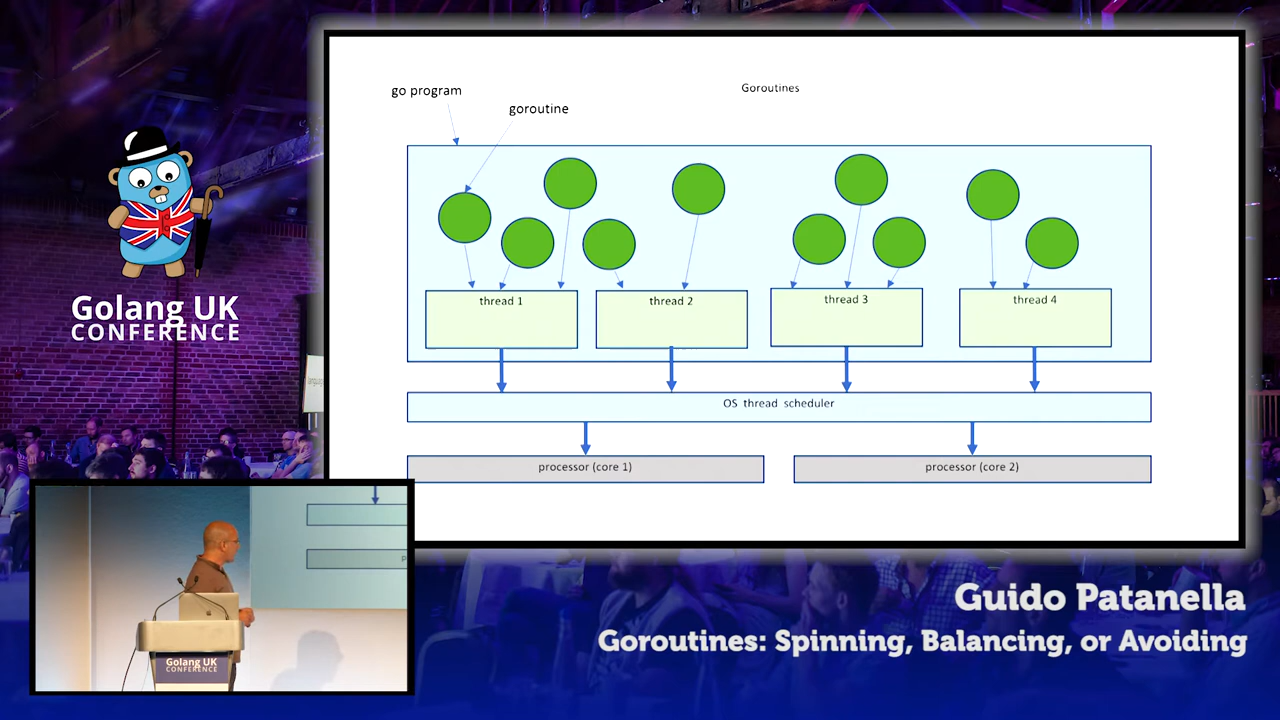 go program
Goroutines
goroutine
thread 1
thread 2
thread 3
thread 4
OS thread scheduler
processor (core 1)
processor (core 2)
Golang UK
CONFERENCE
Golang UK
CONFERENCE
Guido Patanella
Goroutines: Spinning, Balancing, or Avoiding